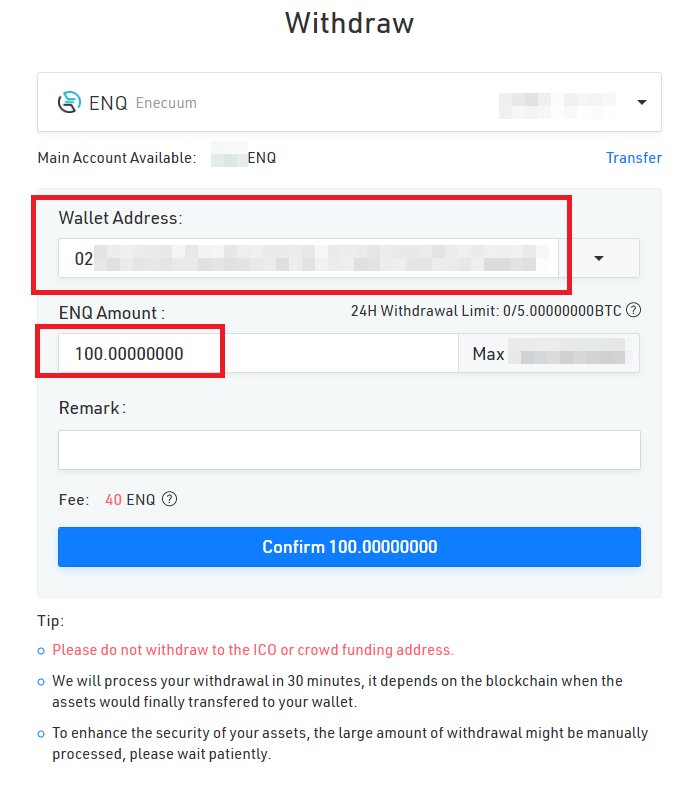 Withdraw
ENQ Enecuum
Main Account Available: ENQ Transfer
Wallet Address:
02
ENQ Amount : 24H Withdrawal Limit: 0/5.00000000BTC ?
100.00000000 Max
Remark :
Fee: 40 ENQ ?
Confirm 100.00000000
Tip:
Please do not withdraw to the ICO or crowd funding address.
We will process your withdrawal in 30 minutes, it depends on the blockchain when the
assets would finally transfered to your wallet.
To enhance the security of your assets, the large amount of withdrawal might be manually
processed, please wait patiently.